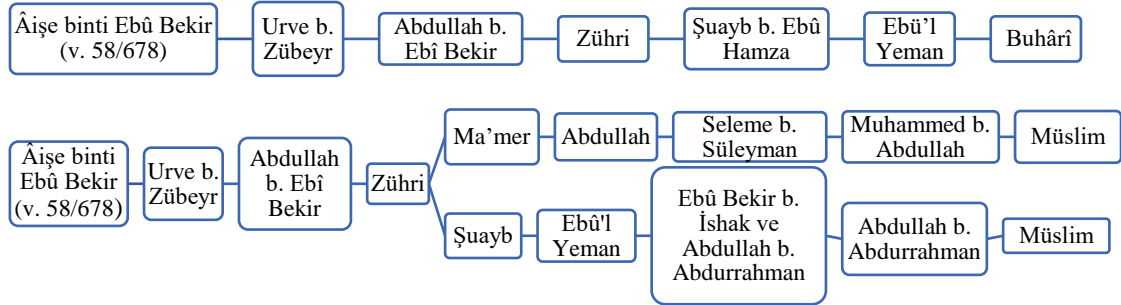 Âişe binti Ebû Bekir
(v. 58/678)
Urve b.
Zübeyr
Abdullah b.
Ebî Bekir
Zühri
Şuayb b. Ebû
Hamza
Ebü’l
Yeman
Buhârî
Âişe binti
Ebû Bekir
(v. 58/678)
Urve b.
Zübeyr
Abdullah
b. Ebî
Bekir
Zühri
Ma’mer
Abdullah
Seleme b.
Süleyman
Muhammed b.
Abdullah
Müslim
Şuayb
Ebû'l
Yeman
Ebû Bekir b.
İshak ve
Abdullah b.
Abdurrahman
Abdullah b.
Abdurrahman
Müslim